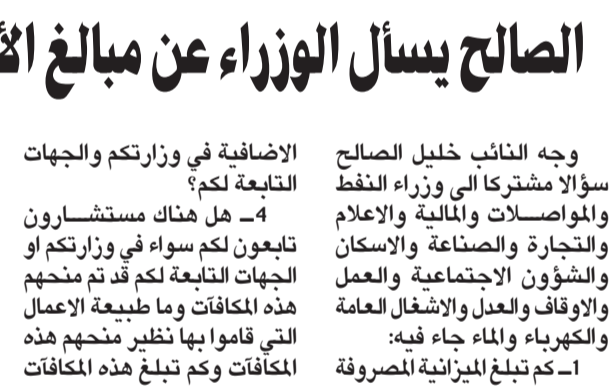 الصالح يسأل الوزراء عن مبالغ
وجه النائب خليل الصالح
سؤالا مشتركا الى وزراء النفط
والمواصـلات والمالية والاعلام
والتجارة والصناعة والاسكان
والشؤون الاجتماعية والعمل
والاوقاف والعدل والاشغال العامة
والكهرباء والماء جاء فيه:
1ـ كم تبلغ الميزانية المصروفة
الاضافية في وزارتكم والجهات
التابعة لكم؟
4ـ هل هناك مستشـــارون
تابعون لكم سواء في وزارتكم او
الجهات التابعة لكم قد تم منحهم
هذه المكافآت وما طبيعة الاعمال
التي قاموا بها نظير منحهم هذه
المكافآت وكم تبلغ هذه المكافآت